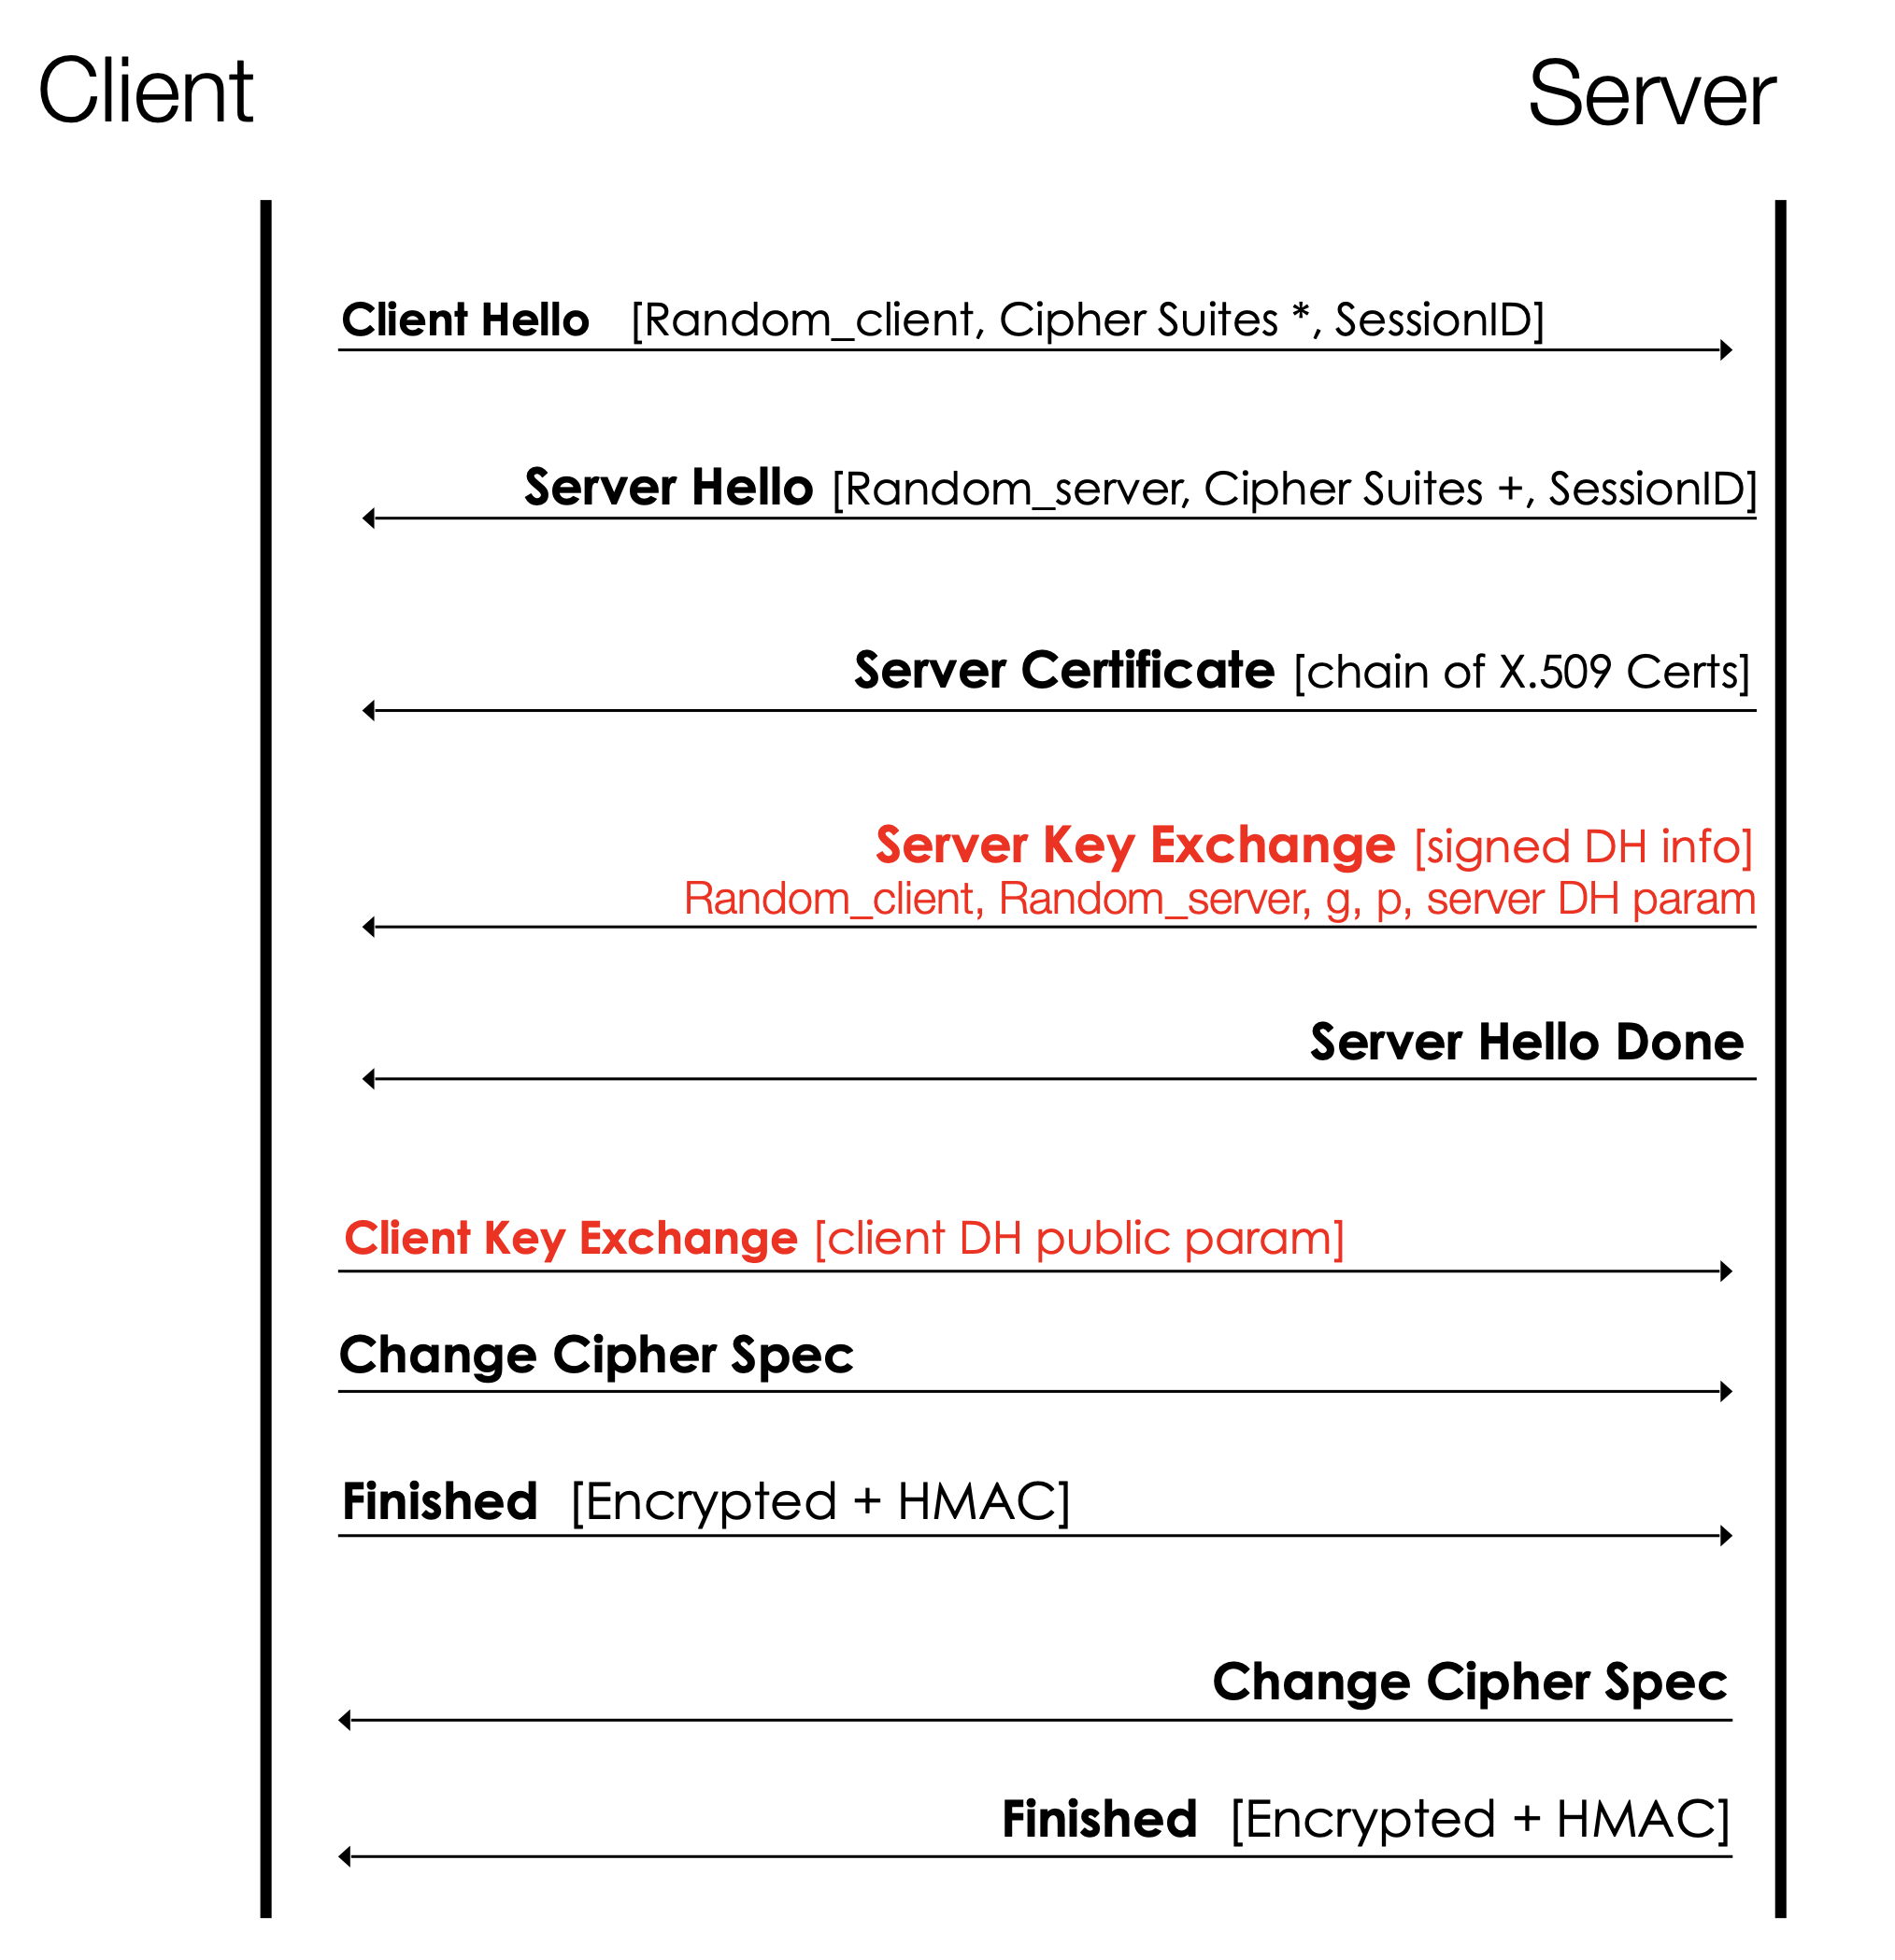 Client
Server
Client Hello [Random_client, Cipher Suites *, SessionID]
Server Hello [Random_server, Cipher Suites +, SessionID]
Server Certificate [chain of X.509 Certs]
Server Key Exchange [signed DH info]
Random_client, Random_server, g, p, server DH param
Server Hello Done
Client Key Exchange [client DH public param]
Change Cipher Spec
Finished [Encrypted + HMAC]
Change Cipher Spec
Finished [Encrypted + HMAC]